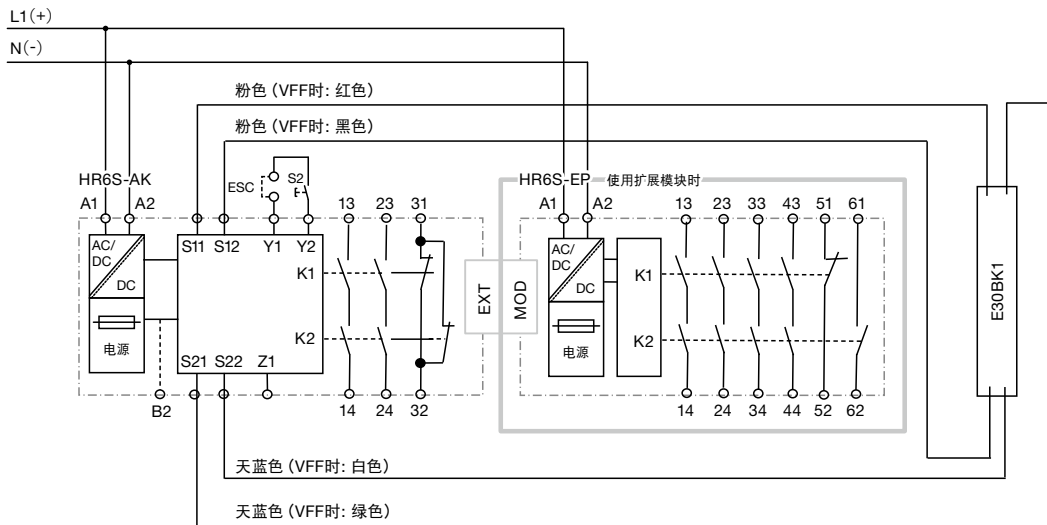 L1(+)
N(-)
粉色 (VFF时: 红色)
粉色 (VFF时: 黑色)
HR6S-AK
ESC
S2
HR6S-EP 使用扩展模块时
A1 A2 13 23 31
A1 A2 13 23 33 43 51 61
S11 S12 Y1 Y2
AC/
DC
DC
K1
K2
电源
S21 S22 Z1
EXT
MOD
AC/
DC
DC
K1
K2
电源
E30BK1
B2 14 24 32
14 24 34 44 52 62
天蓝色 (VFF时: 白色)
天蓝色 (VFF时: 绿色)